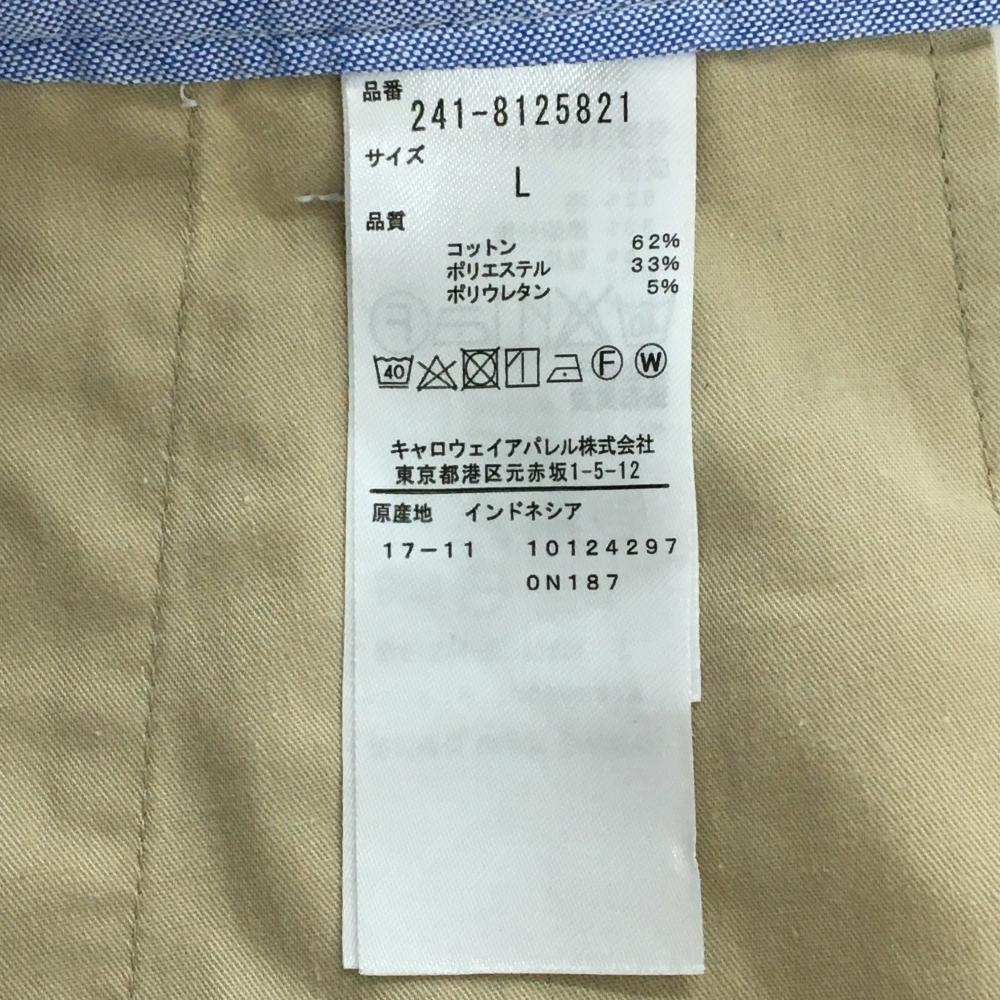 品番
241-8125821
サイズ
L
品質
コットン 62%
ポリエステル 33%
ポリウレタン 5%
40 F W
キャロウェイアパレル株式会社
東京都港区元赤坂1-5-12
原産地 インドネシア
17-11 10124297
0N187